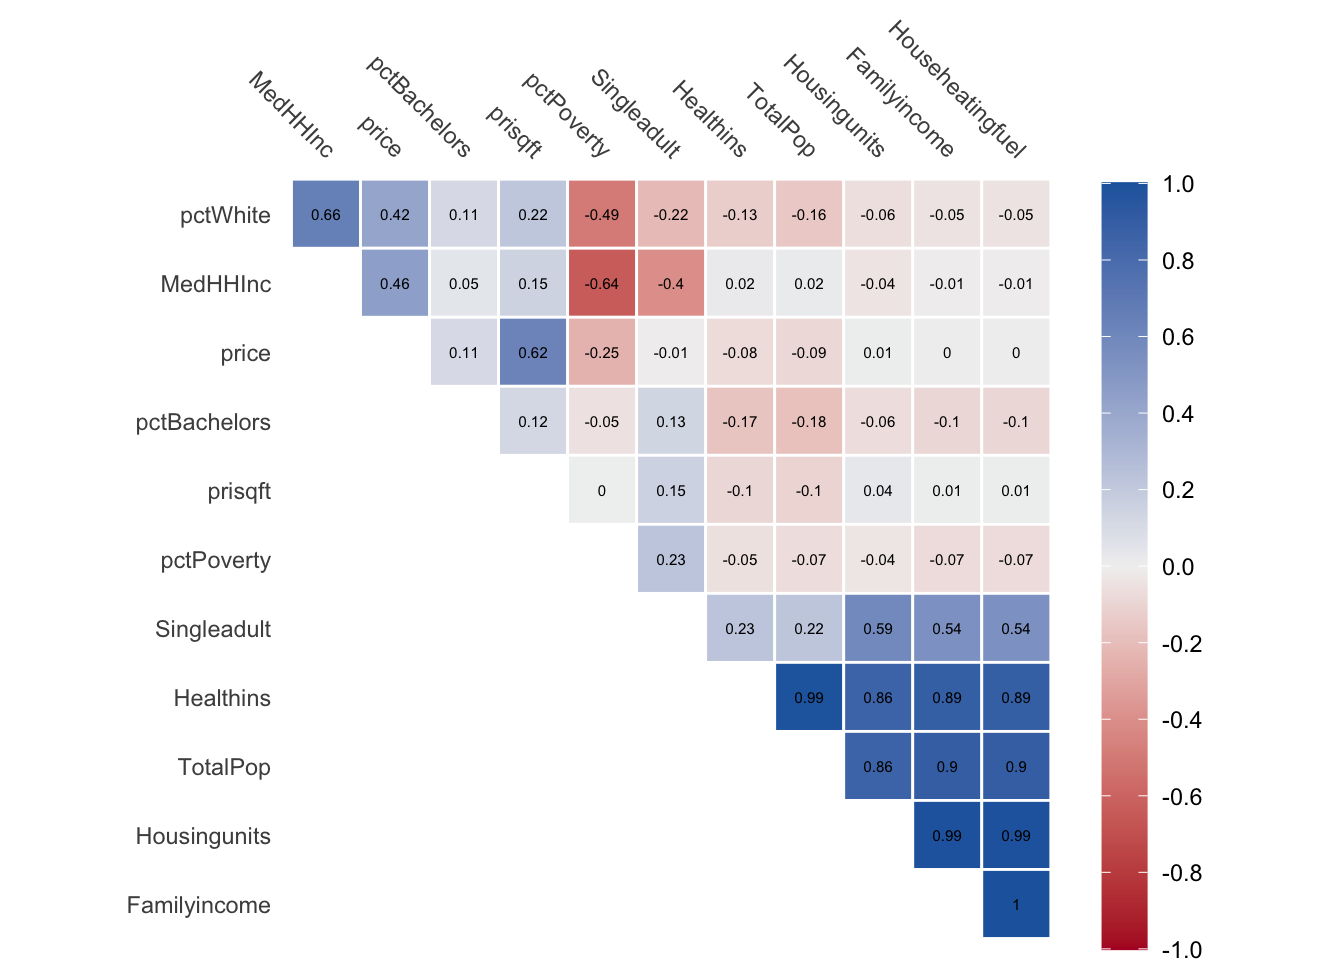 MedHHInc price pctBachelors prisqft pctPoverty Singleadult Healthins TotalPop Housingunits Familyincome Househeatingfuel
pctWhite 0.66 0.42 0.11 0.22 -0.49 -0.22 -0.13 -0.16 -0.06 -0.05 -0.05
MedHHInc 0.46 0.05 0.15 -0.64 -0.4 0.02 0.02 -0.04 -0.01 -0.01
price 0.11 0.62 -0.25 -0.01 -0.08 -0.09 0.01 0 0
pctBachelors 0.12 -0.05 0.13 -0.17 -0.18 -0.06 -0.1 -0.1
prisqft 0 0.15 -0.1 -0.1 0.04 0.01 0.01
pctPoverty 0.23 -0.05 -0.07 -0.04 -0.07 -0.07
Singleadult 0.23 0.22 0.59 0.54 0.54
Healthins 0.99 0.86 0.89 0.89
TotalPop 0.86 0.9 0.9
Housingunits 0.99 0.99
Familyincome 1
1.0
0.8
0.6
0.4
0.2
0.0
-0.2
-0.4
-0.6
-0.8
-1.0